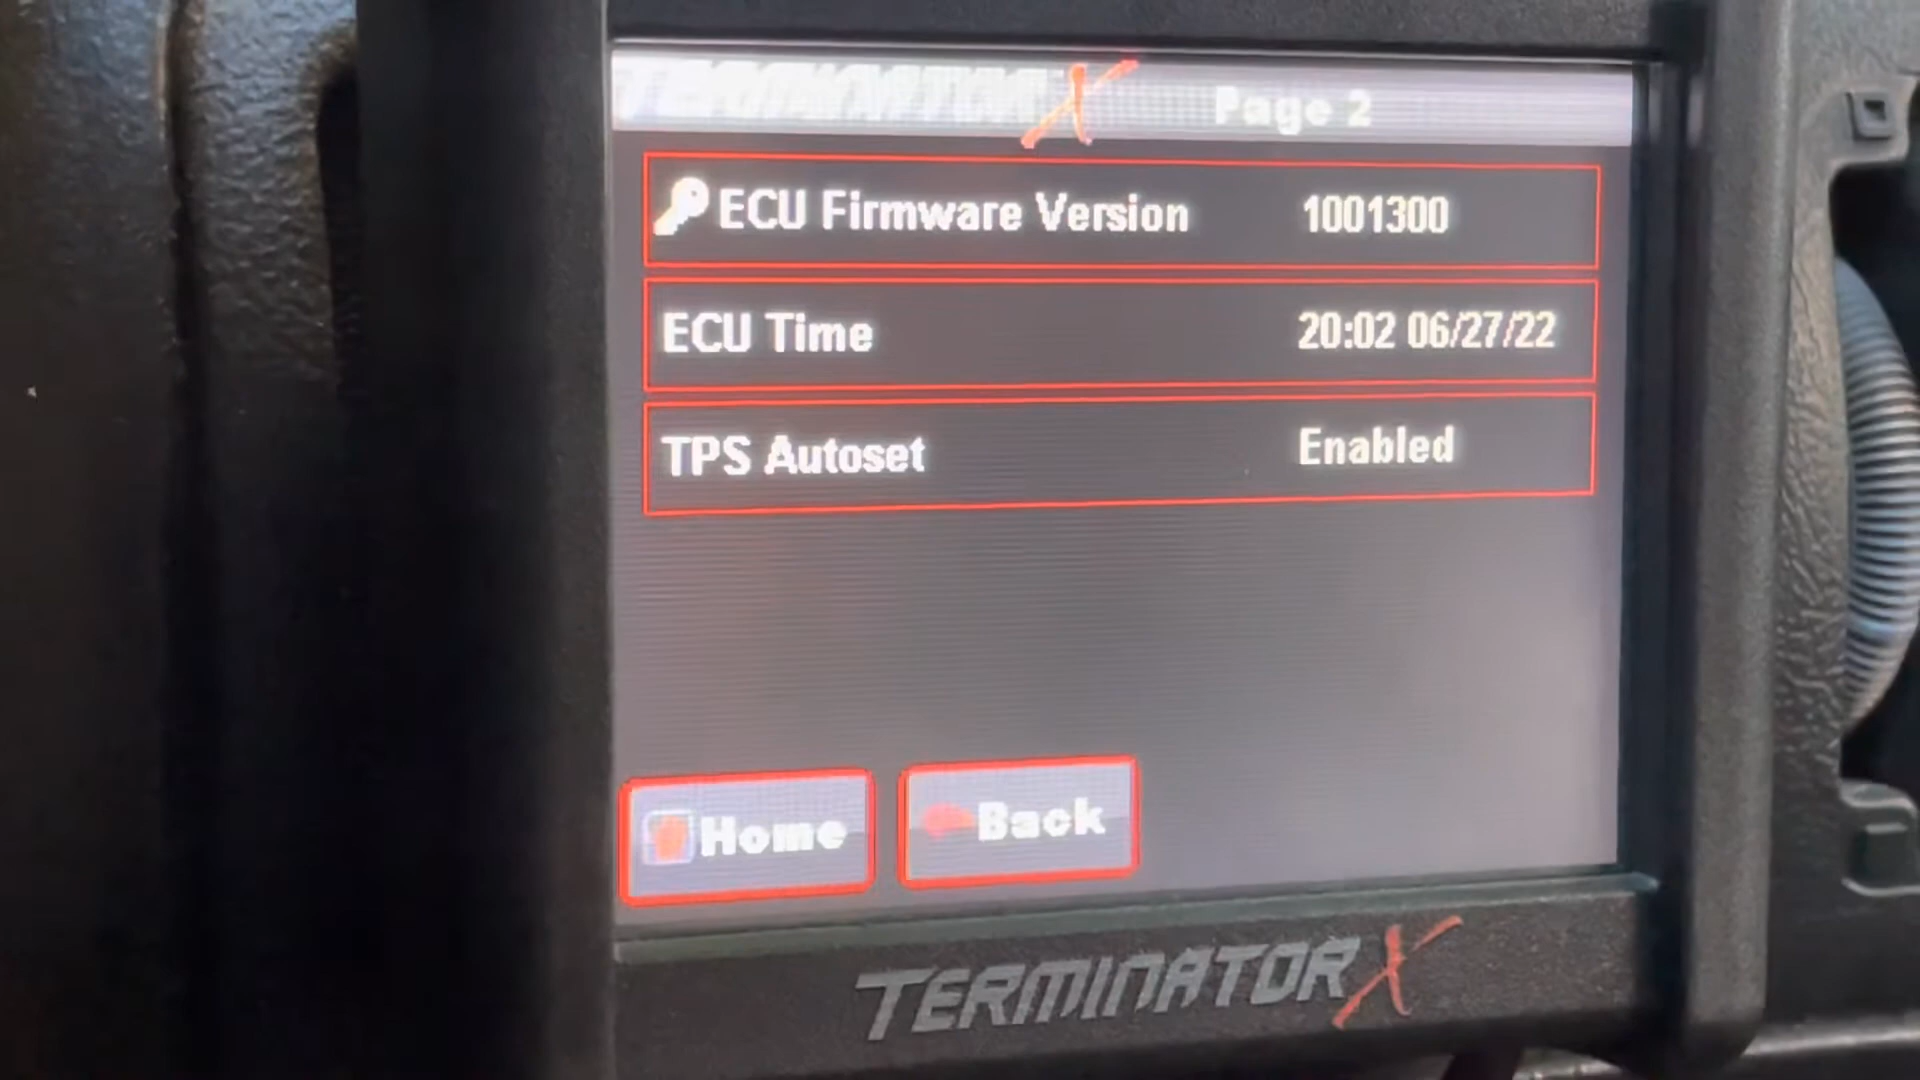 TERMINATOR X Page 2
ECU Firmware Version 1001300
ECU Time 20:02 06/27/22
TPS Autoset Enabled
Home Back
TERMINATOR X